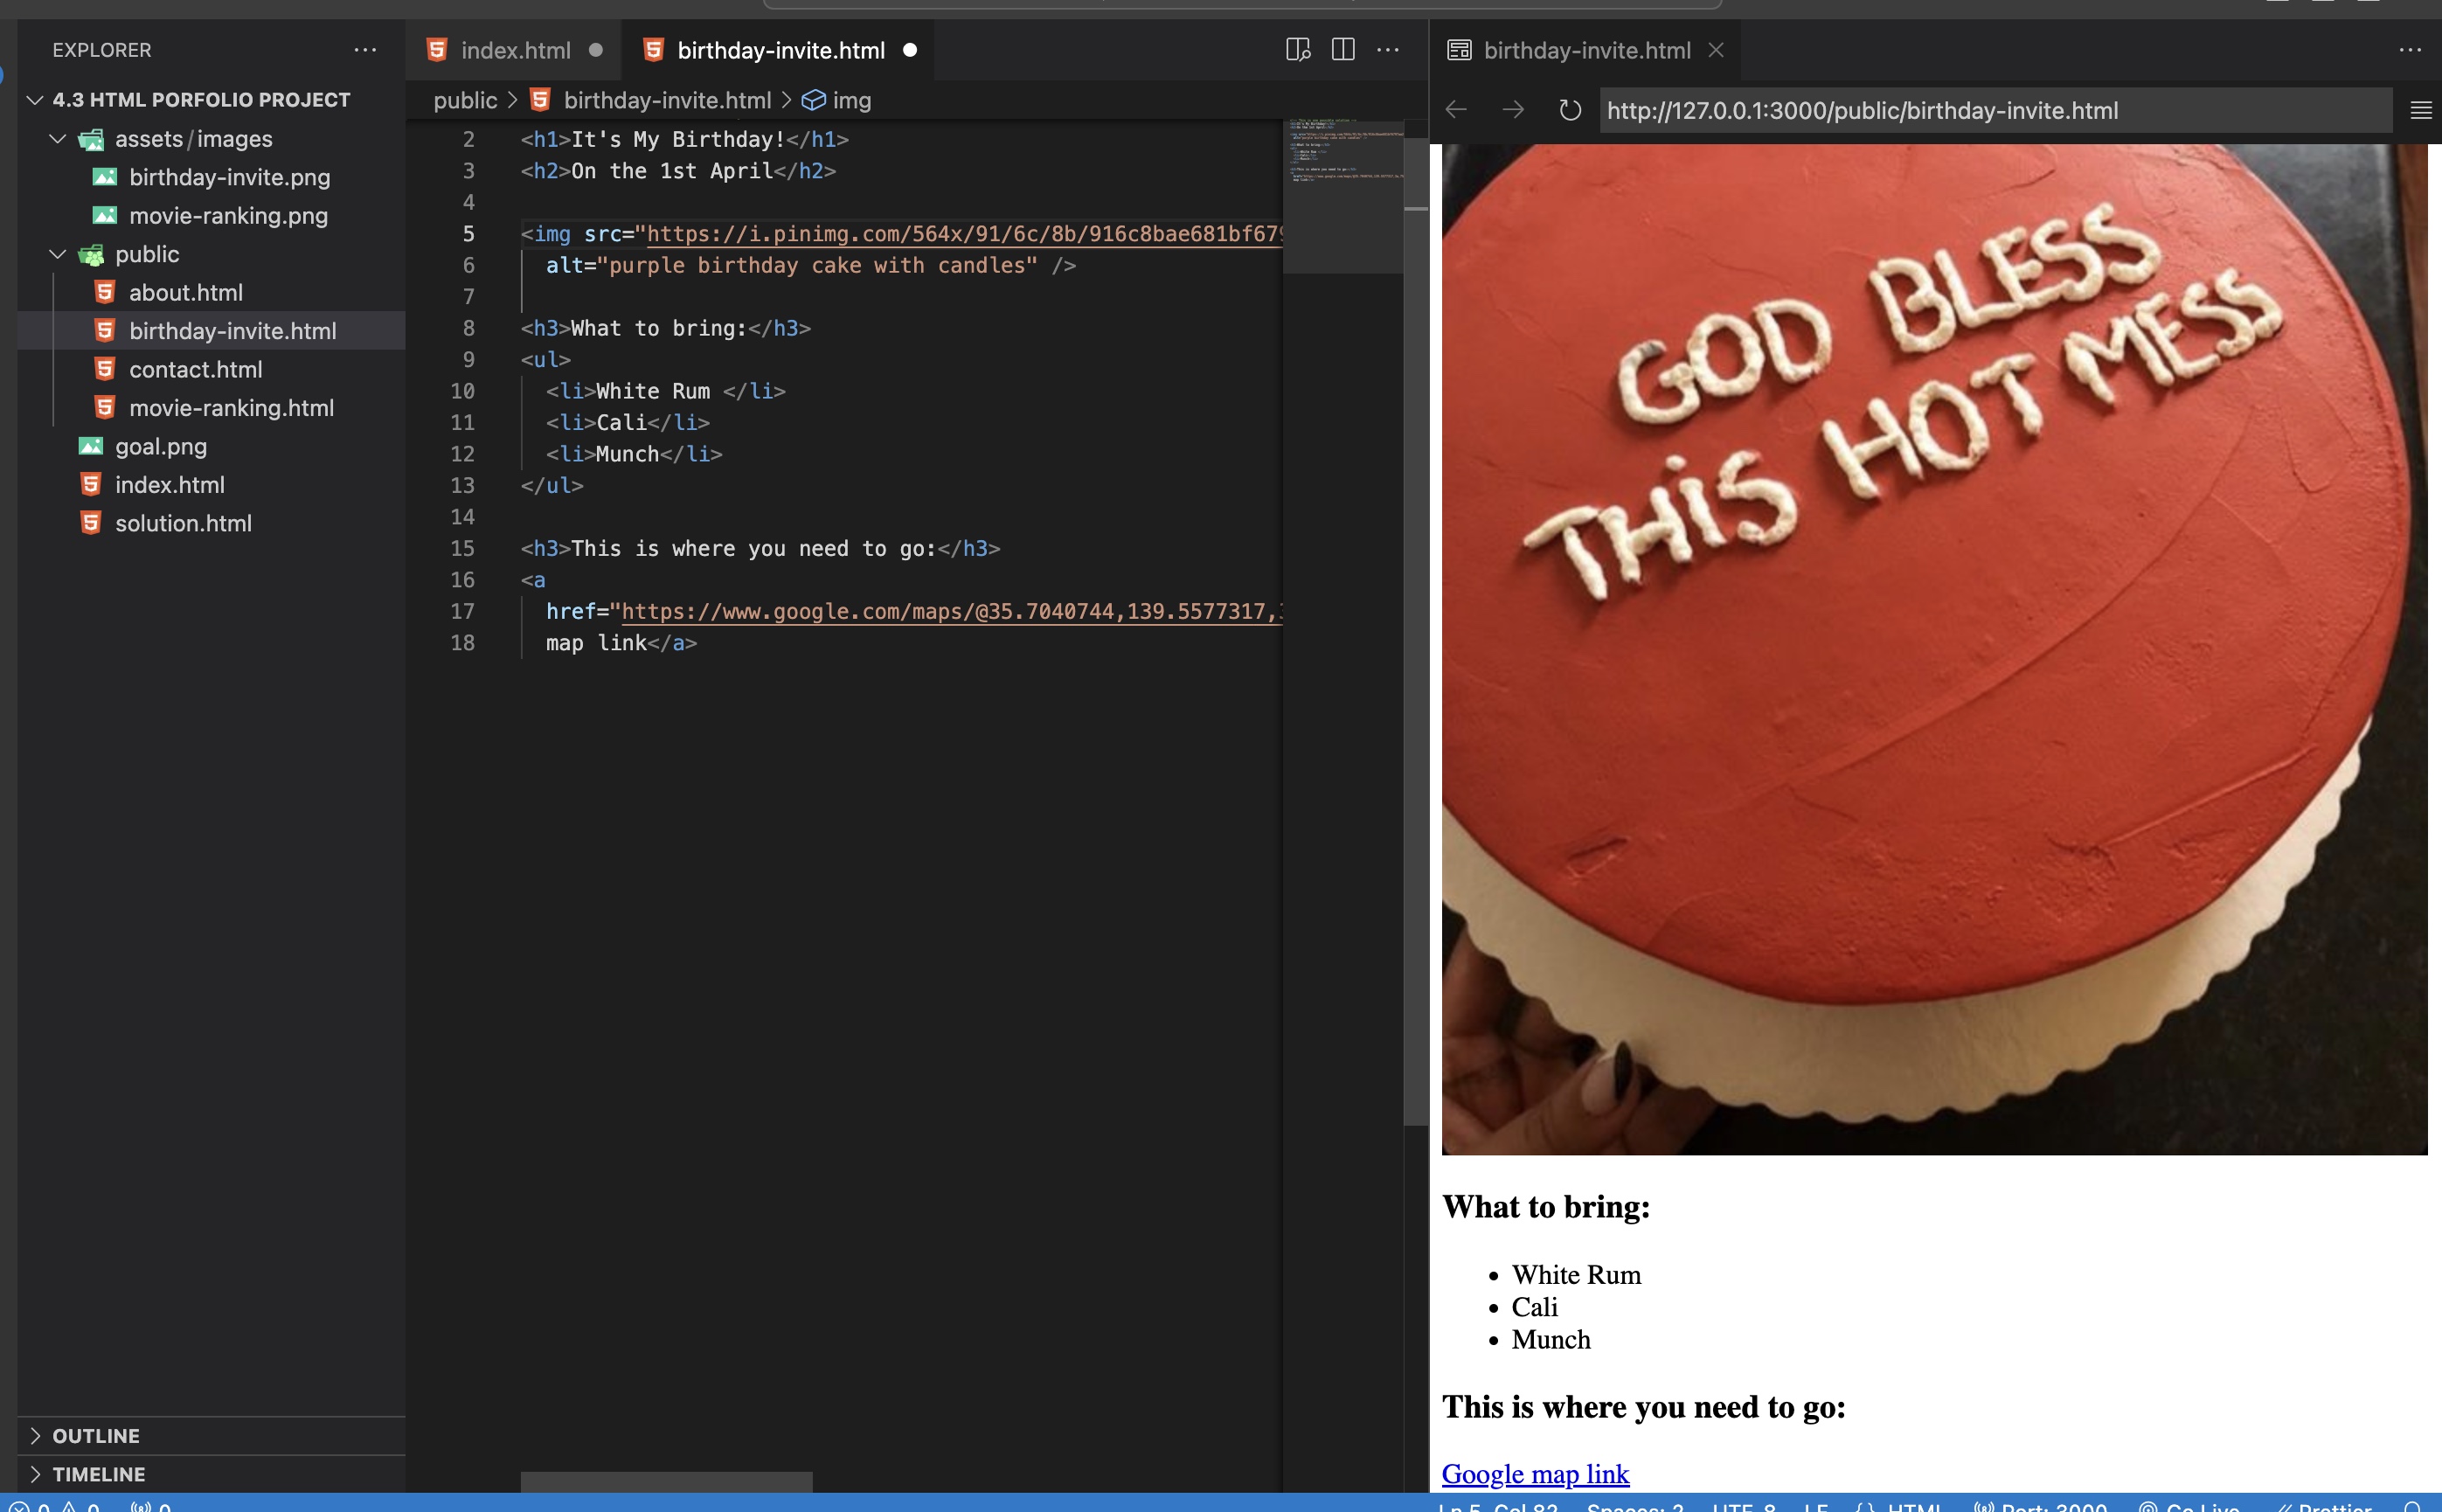 EXPLORER
4.3 HTML PORFOLIO PROJECT
assets/images
birthday-invite.png
movie-ranking.png
public
about.html
birthday-invite.html
contact.html
movie-ranking.html
goal.png
index.html
solution.html
OUTLINE
TIMELINE
index.html
birthday-invite.html
public > birthday-invite.html > img
2 <h1>It's My Birthday!</h1>
3 <h2>On the 1st April</h2>
4
5 <img src="https://i.pinimg.com/564x/91/6c/8b/916c8bae681bf679
6 alt="purple birthday cake with candles" />
7
8 <h3>What to bring:</h3>
9 <ul>
10 <li>White Rum </li>
11 <li>Cali</li>
12 <li>Munch</li>
13 </ul>
14
15 <h3>This is where you need to go:</h3>
16 <a
17 href="https://www.google.com/maps/@35.7040744,139.5577317,3
18 map link</a>
birthday-invite.html
http://127.0.0.1:3000/public/birthday-invite.html
GOD BLESS
THiS HOT MESS
What to bring:
• White Rum
• Cali
• Munch
This is where you need to go:
Google map link
0 0 0
Ln 5, Col 82 Spaces: 2 UTF-8 LF {} HTML Port: 3000 Go Live Prettier